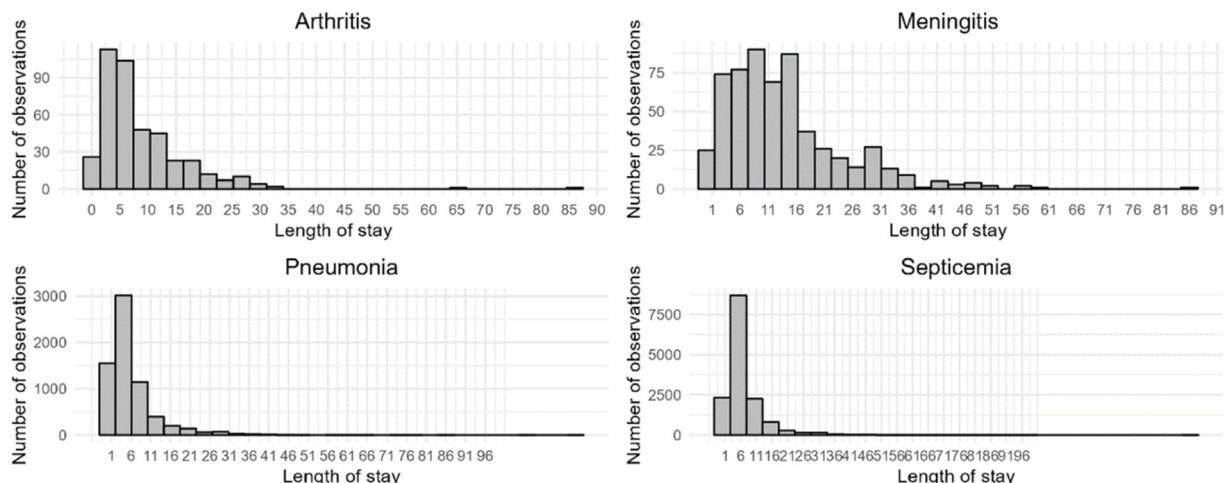 Arthritis
Number of observations
90
60
30
0
0 5 10 15 20 25 30 35 40 45 50 55 60 65 70 75 80 85 90
Length of stay
Meningitis
Number of observations
75
50
25
0
1 6 11 16 21 26 31 36 41 46 51 56 61 66 71 76 81 86 91
Length of stay
Pneumonia
Number of observations
3000
2000
1000
0
1 6 11 16 21 26 31 36 41 46 51 56 61 66 71 76 81 86 91 96
Length of stay
Septicemia
Number of observations
7500
5000
2500
0
1 6 11162126313641465156616671768186919 6
Length of stay